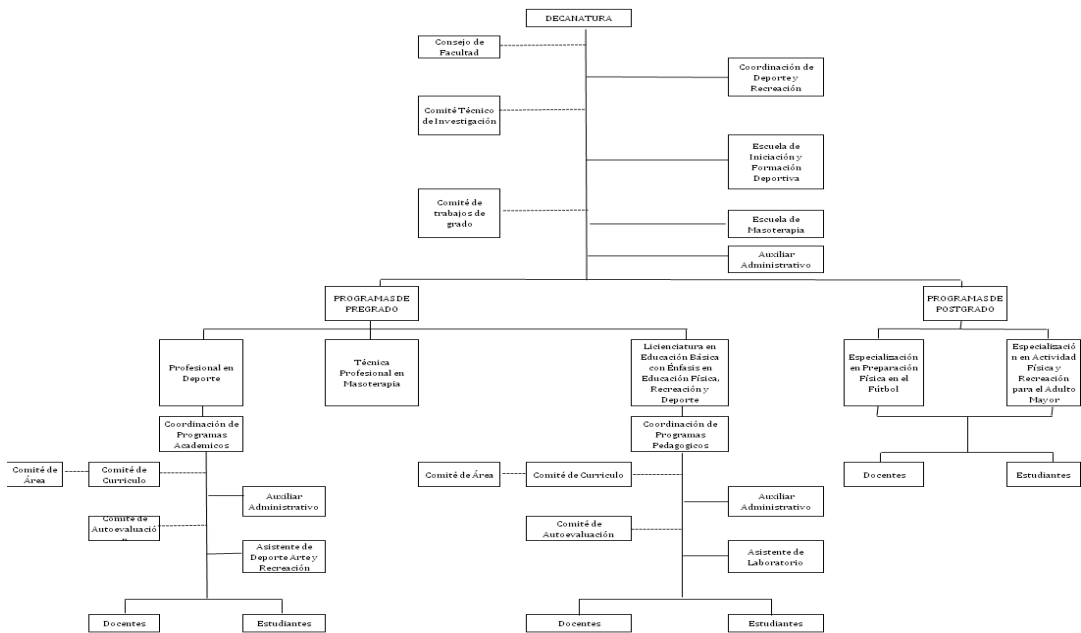 DECANATURA
Consejo de
Facultad
Coordinación de
Deporte y
Recreación
Comité Técnico
de Investigación
Escuela de
Iniciación y
Formación
Deportiva
Comité de
trabajos de
grado
Escuela de
Masoterapia
Auxiliar
Administrativo
PROGRAMAS DE
PREGRADO
PROGRAMAS DE
POSTGRADO
Profesional en
Deporte
Técnica
Profesional en
Masoterapia
Licienciatura en
Educación Básica
con Énfasis en
Educación Física,
Recreación y
Deporte
Especialización
en Preparación
Física en el
Fútbol
Especializació
n en Actividad
Física y
Recreación
para el Adulto
Mayor
Coordinación de
Programas
Academicos
Coordinación de
Programas
Pedagogicos
Comité de
Área
Comité de
Curriculo
Comité de Área
Comité de Curriculo
Docentes
Estudiantes
Auxiliar
Administrativo
Auxiliar
Administrativo
Comité de
Autoevaluació
n
Comité de
Autoevaluación
Asistente de
Deporte Arte y
Recreación
Asistente de
Laboratorio
Docentes
Estudiantes
Docentes
Estudiantes